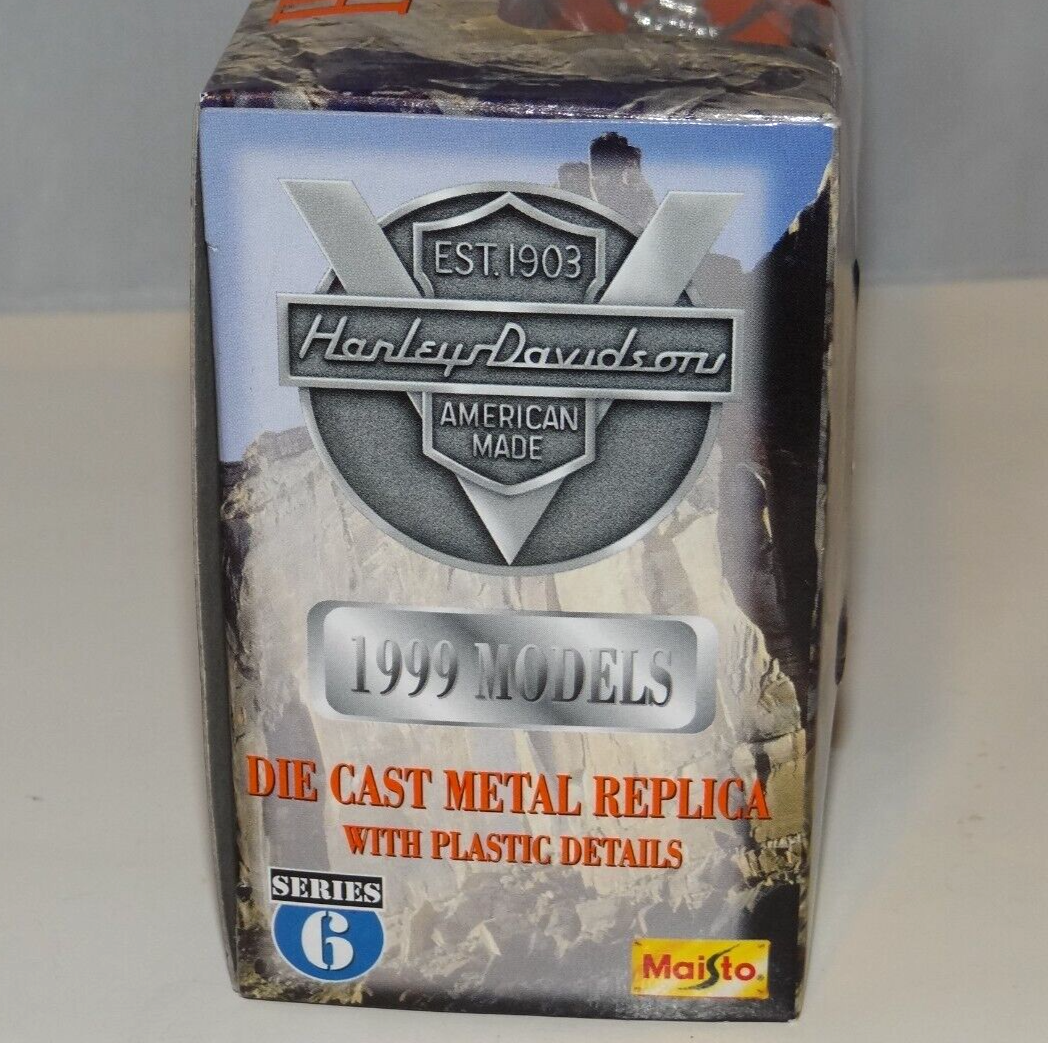 EST. 1903
Harley-Davidson
AMERICAN
MADE
1999 MODELS
DIE CAST METAL REPLICA
WITH PLASTIC DETAILS
SERIES
6
Maisto®